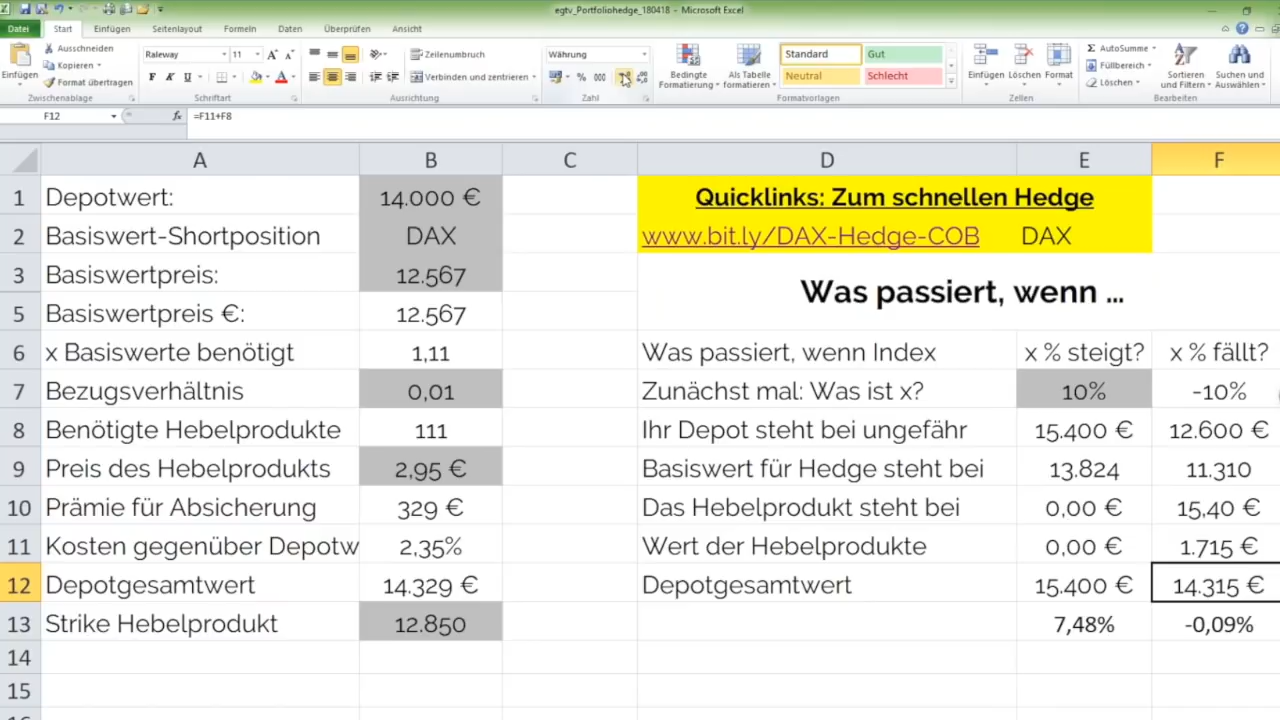 egtv_Portfoliohedge_180418 - Microsoft Excel
Datei Start Einfügen Seitenlayout Formeln Daten Überprüfen Ansicht
Einfügen
Ausschneiden
Kopieren
Format übertragen
Zwischenablage
Raleway 11
F K U
Schriftart
Zeilenumbruch
Verbinden und zentrieren
Ausrichtung
Währung
% 000
Zahl
Bedingte Formatierung
Als Tabelle formatieren
Standard Gut
Neutral Schlecht
Formatvorlagen
Einfügen Löschen Format
Zellen
Σ AutoSumme
Füllbereich
Löschen
Sortieren und Filtern
Suchen und Auswählen
Bearbeiten
F12 fx =F11+F8
A B C D E F
1 Depotwert: 14.000 € Quicklinks: Zum schnellen Hedge
2 Basiswert-Shortposition DAX www.bit.ly/DAX-Hedge-COB DAX
3 Basiswertpreis: 12.567 Was passiert, wenn ...
5 Basiswertpreis €: 12.567
6 x Basiswerte benötigt 1,11 Was passiert, wenn Index x % steigt? x % fällt?
7 Bezugsverhältnis 0,01 Zunächst mal: Was ist x? 10% -10%
8 Benötigte Hebelprodukte 111 Ihr Depot steht bei ungefähr 15.400 € 12.600 €
9 Preis des Hebelprodukts 2,95 € Basiswert für Hedge steht bei 13.824 11.310
10 Prämie für Absicherung 329 € Das Hebelprodukt steht bei 0,00 € 15,40 €
11 Kosten gegenüber Depotw 2,35% Wert der Hebelprodukte 0,00 € 1.715 €
12 Depotgesamtwert 14.329 € Depotgesamtwert 15.400 € 14.315 €
13 Strike Hebelprodukt 12.850 7,48% -0,09%
14
15